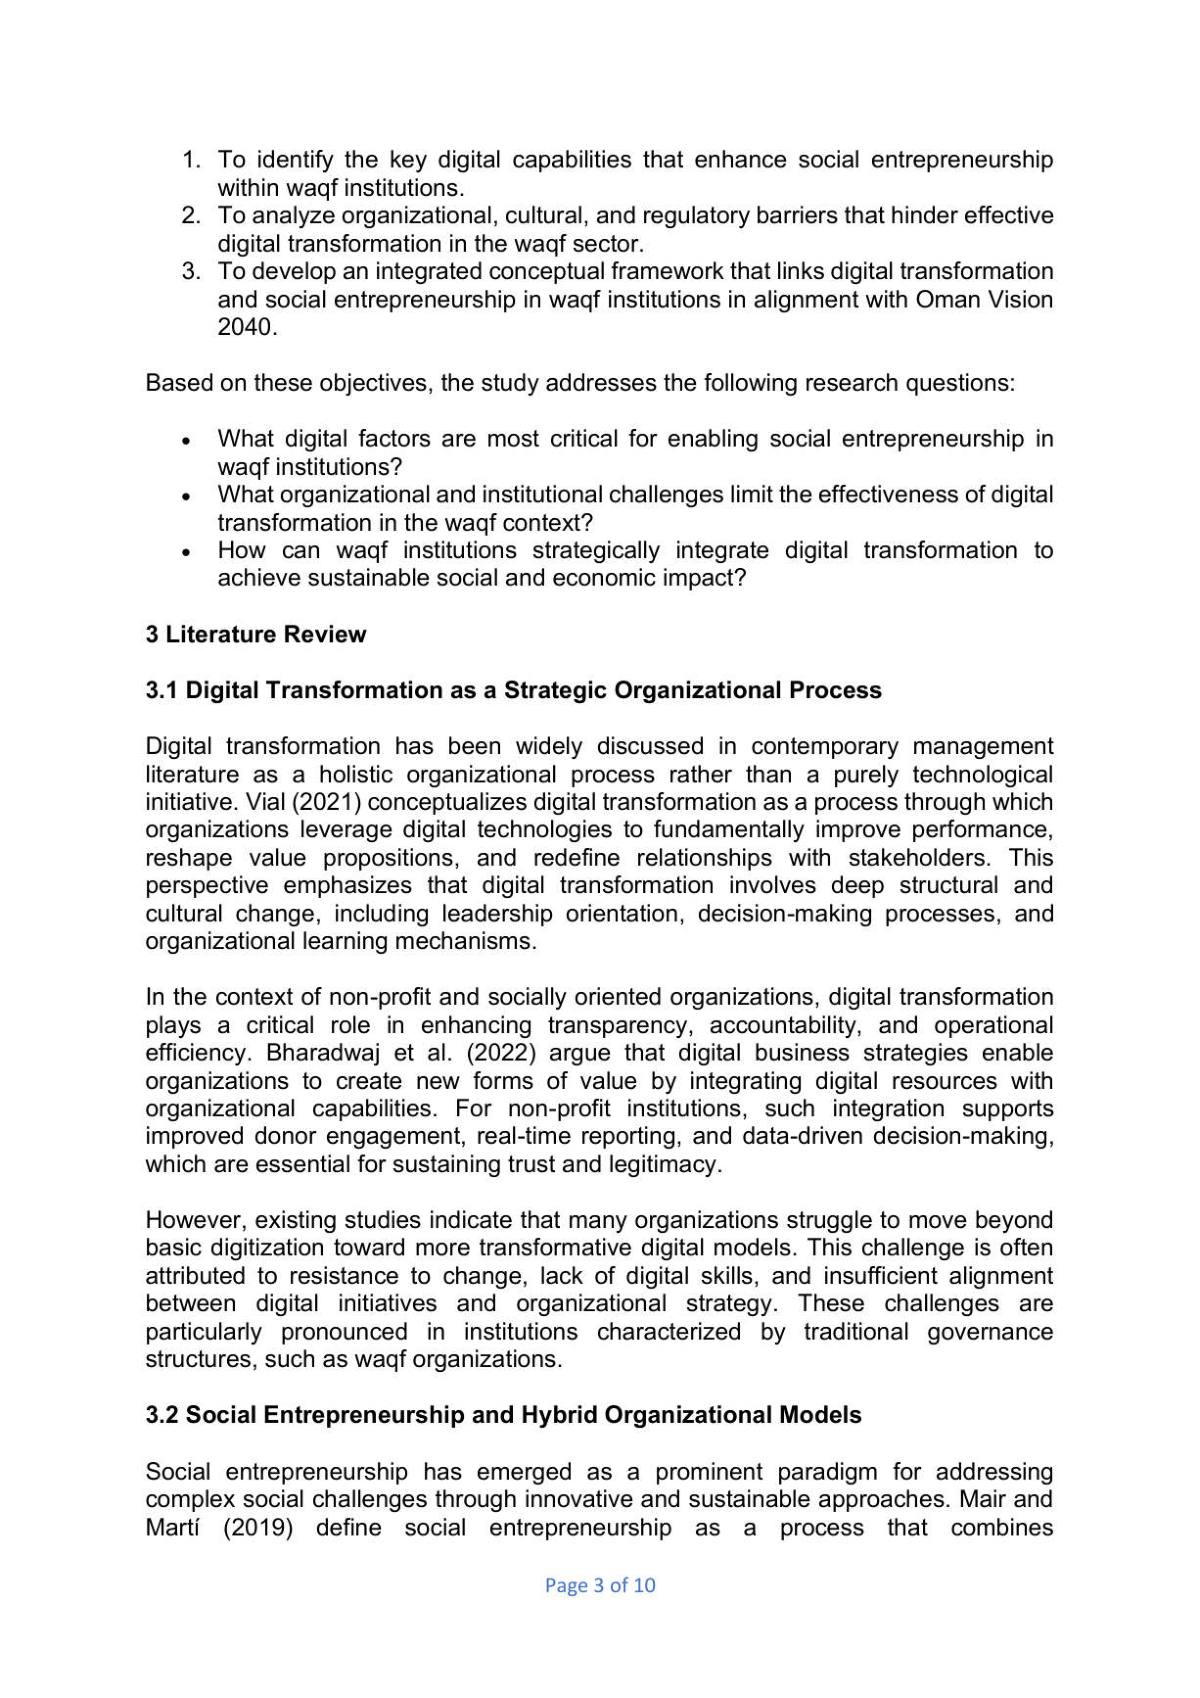 1. To identify the key digital capabilities that enhance social entrepreneurship
within waqf institutions.
2. To analyze organizational, cultural, and regulatory barriers that hinder effective
digital transformation in the waqf sector.
3. To develop an integrated conceptual framework that links digital transformation
and social entrepreneurship in waqf institutions in alignment with Oman Vision
2040.
Based on these objectives, the study addresses the following research questions:
• What digital factors are most critical for enabling social entrepreneurship in
waqf institutions?
• What organizational and institutional challenges limit the effectiveness of digital
transformation in the waqf context?
• How can waqf institutions strategically integrate digital transformation to
achieve sustainable social and economic impact?
3 Literature Review
3.1 Digital Transformation as a Strategic Organizational Process
Digital transformation has been widely discussed in contemporary management
literature as a holistic organizational process rather than a purely technological
initiative. Vial (2021) conceptualizes digital transformation as a process through which
organizations leverage digital technologies to fundamentally improve performance,
reshape value propositions, and redefine relationships with stakeholders. This
perspective emphasizes that digital transformation involves deep structural and
cultural change, including leadership orientation, decision-making processes, and
organizational learning mechanisms.
In the context of non-profit and socially oriented organizations, digital transformation
plays a critical role in enhancing transparency, accountability, and operational
efficiency. Bharadwaj et al. (2022) argue that digital business strategies enable
organizations to create new forms of value by integrating digital resources with
organizational capabilities. For non-profit institutions, such integration supports
improved donor engagement, real-time reporting, and data-driven decision-making,
which are essential for sustaining trust and legitimacy.
However, existing studies indicate that many organizations struggle to move beyond
basic digitization toward more transformative digital models. This challenge is often
attributed to resistance to change, lack of digital skills, and insufficient alignment
between digital initiatives and organizational strategy. These challenges are
particularly pronounced in institutions characterized by traditional governance
structures, such as waqf organizations.
3.2 Social Entrepreneurship and Hybrid Organizational Models
Social entrepreneurship has emerged as a prominent paradigm for addressing
complex social challenges through innovative and sustainable approaches. Mair and
Martí (2019) define social entrepreneurship as a process that combines
Page 3 of 10